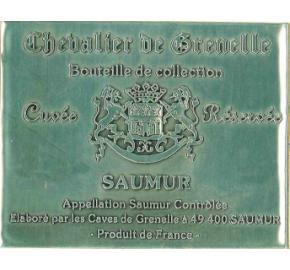 Chevalier de Grenelle
Bouteille de collection
Cuvée Réservée
SAUMUR
Appellation Saumur Contrôlée
Elaboré par les Caves de Grenelle à 49 400 SAUMUR
- Produit de France -